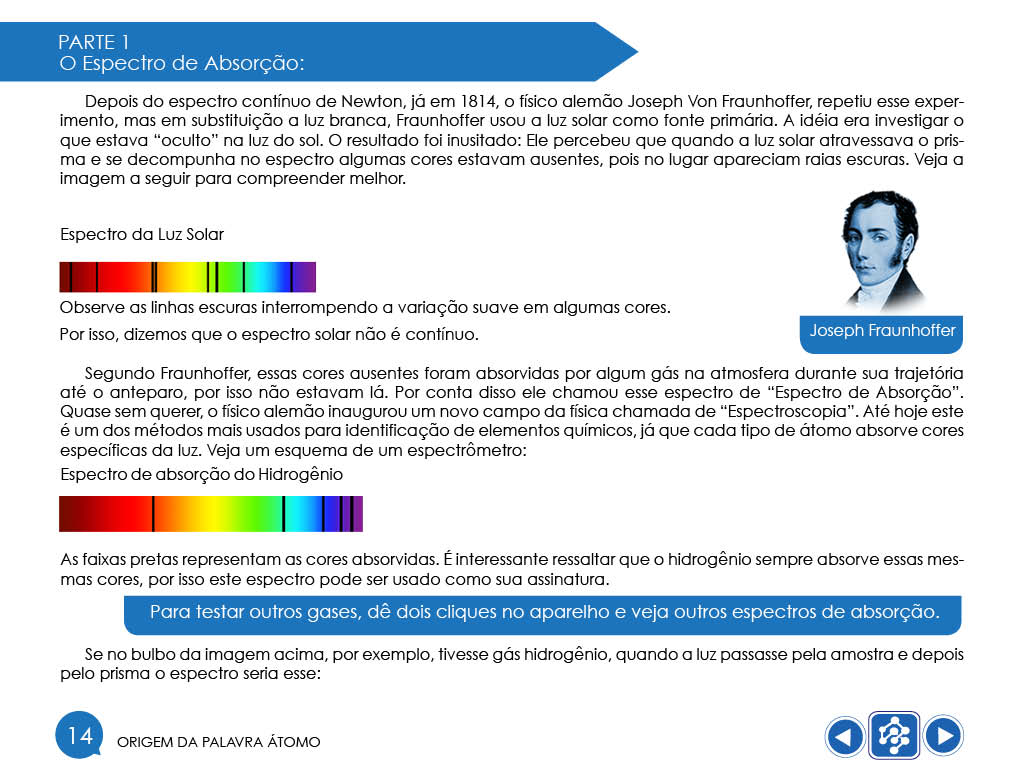 PARTE 1
O Espectro de Absorção:
Depois do espectro contínuo de Newton, já em 1814, o físico alemão Joseph Von Fraunhoffer, repetiu esse exper-
imento, mas em substituição a luz branca, Fraunhoffer usou a luz solar como fonte primária. A idéia era investigar o
que estava “oculto” na luz do sol. O resultado foi inusitado: Ele percebeu que quando a luz solar atravessava o pris-
ma e se decompunha no espectro algumas cores estavam ausentes, pois no lugar apareciam raias escuras. Veja a
imagem a seguir para compreender melhor.
Espectro da Luz Solar
Observe as linhas escuras interrompendo a variação suave em algumas cores.
Por isso, dizemos que o espectro solar não é contínuo.
Joseph Fraunhoffer
Segundo Fraunhoffer, essas cores ausentes foram absorvidas por algum gás na atmosfera durante sua trajetória
até o anteparo, por isso não estavam lá. Por conta disso ele chamou esse espectro de “Espectro de Absorção”.
Quase sem querer, o físico alemão inaugurou um novo campo da física chamada de “Espectroscopia”. Até hoje este
é um dos métodos mais usados para identificação de elementos químicos, já que cada tipo de átomo absorve cores
específicas da luz. Veja um esquema de um espectrômetro:
Espectro de absorção do Hidrogênio
As faixas pretas representam as cores absorvidas. É interessante ressaltar que o hidrogênio sempre absorve essas mes-
mas cores, por isso este espectro pode ser usado como sua assinatura.
Para testar outros gases, dê dois cliques no aparelho e veja outros espectros de absorção.
Se no bulbo da imagem acima, por exemplo, tivesse gás hidrogênio, quando a luz passasse pela amostra e depois
pelo prisma o espectro seria esse:
14
ORIGEM DA PALAVRA ÁTOMO